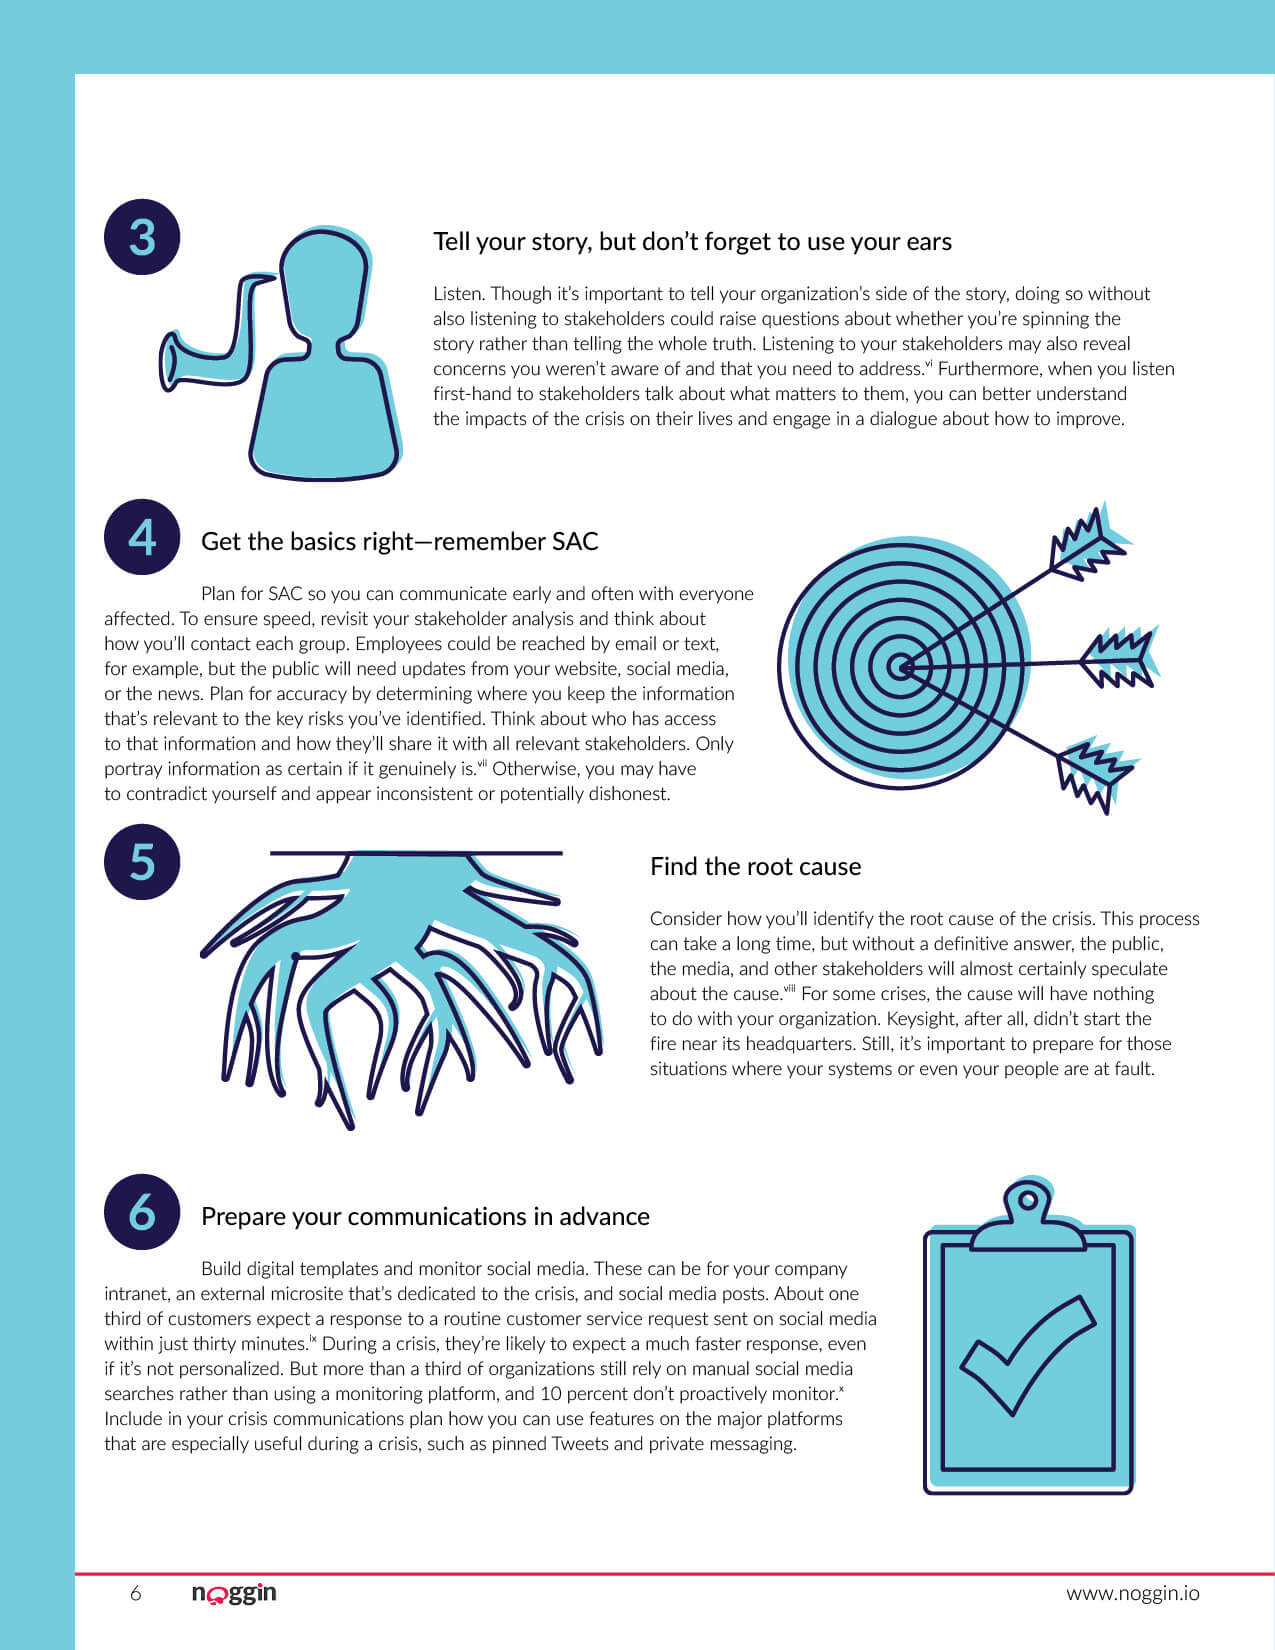 3
Tell your story, but don’t forget to use your ears
Listen. Though it’s important to tell your organization’s side of the story, doing so without
also listening to stakeholders could raise questions about whether you’re spinning the
story rather than telling the whole truth. Listening to your stakeholders may also reveal
concerns you weren’t aware of and that you need to address.ᵛⁱ Furthermore, when you listen
first-hand to stakeholders talk about what matters to them, you can better understand
the impacts of the crisis on their lives and engage in a dialogue about how to improve.
4
Get the basics right—remember SAC
Plan for SAC so you can communicate early and often with everyone
affected. To ensure speed, revisit your stakeholder analysis and think about
how you’ll contact each group. Employees could be reached by email or text,
for example, but the public will need updates from your website, social media,
or the news. Plan for accuracy by determining where you keep the information
that’s relevant to the key risks you’ve identified. Think about who has access
to that information and how they’ll share it with all relevant stakeholders. Only
portray information as certain if it genuinely is.ᵛⁱⁱ Otherwise, you may have
to contradict yourself and appear inconsistent or potentially dishonest.
5
Find the root cause
Consider how you’ll identify the root cause of the crisis. This process
can take a long time, but without a definitive answer, the public,
the media, and other stakeholders will almost certainly speculate
about the cause.ᵛⁱⁱⁱ For some crises, the cause will have nothing
to do with your organization. Keysight, after all, didn’t start the
fire near its headquarters. Still, it’s important to prepare for those
situations where your systems or even your people are at fault.
6
Prepare your communications in advance
Build digital templates and monitor social media. These can be for your company
intranet, an external microsite that’s dedicated to the crisis, and social media posts. About one
third of customers expect a response to a routine customer service request sent on social media
within just thirty minutes.ⁱˣ During a crisis, they’re likely to expect a much faster response, even
if it’s not personalized. But more than a third of organizations still rely on manual social media
searches rather than using a monitoring platform, and 10 percent don’t proactively monitor.ˣ
Include in your crisis communications plan how you can use features on the major platforms
that are especially useful during a crisis, such as pinned Tweets and private messaging.
6
noggin
www.noggin.io